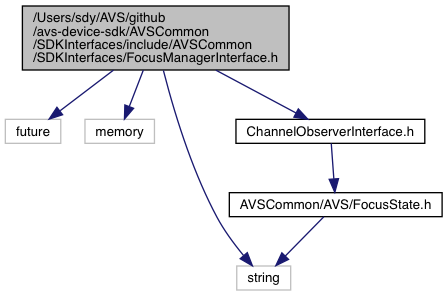 /Users/sdy/AVS/github
/avs-device-sdk/AVSCommon
/SDKInterfaces/include/AVSCommon
/SDKInterfaces/FocusManagerInterface.h
future
memory
ChannelObserverInterface.h
AVSCommon/AVS/FocusState.h
string